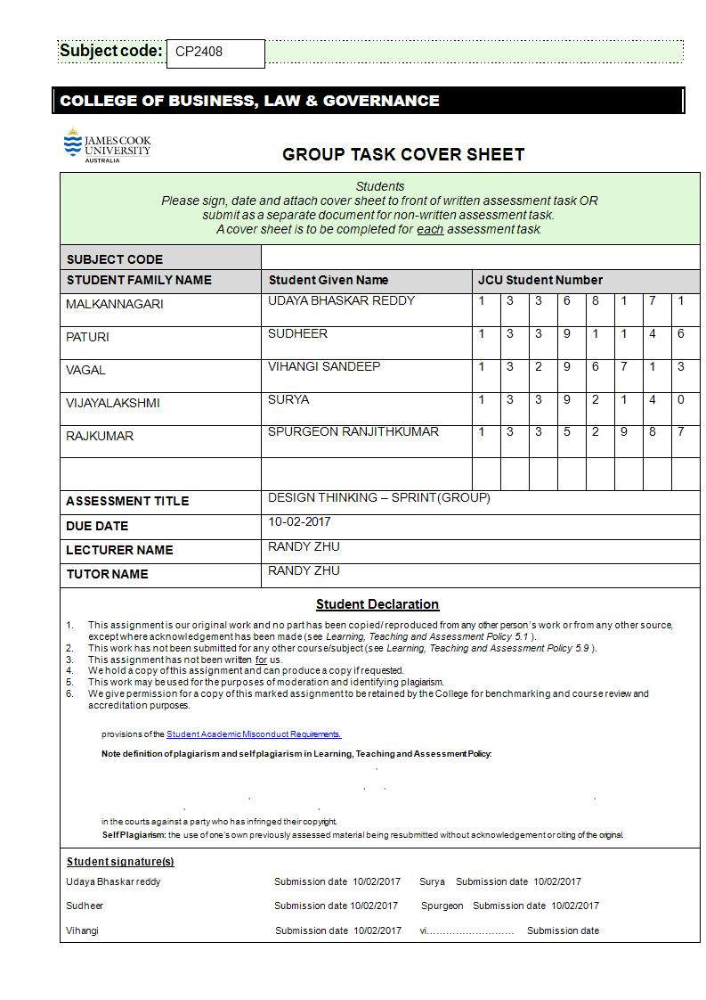 Subject code: CP2408
COLLEGE OF BUSINESS, LAW & GOVERNANCE
JAMES COOK
UNIVERSITY
AUSTRALIA
GROUP TASK COVER SHEET
Students
Please sign, date and attach cover sheet to front of written assessment task OR
submit as a separate document for non-written assessment task.
A cover sheet is to be completed for each assessment task.
SUBJECT CODE
STUDENT FAMILY NAME Student Given Name JCU Student Number
MALKANNAGARI UDAYA BHASKAR REDDY 1 3 3 6 8 1 7 1
PATURI SUDHEER 1 3 3 9 1 1 4 6
VAGAL VIHANGI SANDEEP 1 3 2 9 6 7 1 3
VIJAYALAKSHMI SURYA 1 3 3 9 2 1 4 0
RAJKUMAR SPURGEON RANJITHKUMAR 1 3 3 5 2 9 8 7
ASSESSMENT TITLE DESIGN THINKING – SPRINT(GROUP)
DUE DATE 10-02-2017
LECTURER NAME RANDY ZHU
TUTOR NAME RANDY ZHU
Student Declaration
1. This assignment is our original work and no part has been copied/ reproduced from any other person's work or from any other source,
except where acknowledgement has been made (see Learning, Teaching and Assessment Policy 5.1 ).
2. This work has not been submitted for any other course/subject (see Learning, Teaching and Assessment Policy 5.9 ).
3. This assignment has not been written for us.
4. We hold a copy of this assignment and can produce a copy if requested.
5. This work may be used for the purposes of moderation and identifying plagiarism.
6. We give permission for a copy of this marked assignment to be retained by the College for benchmarking and course review and
accreditation purposes.
provisions of the Student Academic Misconduct Requirements.
Note definition of plagiarism and self plagiarism in Learning, Teaching and Assessment Policy:
in the courts against a party who has infringed their copyright.
Self Plagiarism: the use of one's own previously assessed material being resubmitted without acknowledgement or citing of the original.
Student signature(s)
Udaya Bhaskar reddy Submission date 10/02/2017 Surya Submission date 10/02/2017
Sudheer Submission date 10/02/2017 Spurgeon Submission date 10/02/2017
Vihangi Submission date 10/02/2017 vi……………………… Submission date